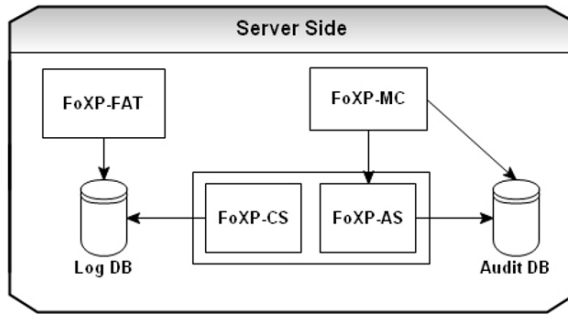 Server Side
FoXP-FAT
FoXP-MC
FoXP-CS
FoXP-AS
Log DB
Audit DB